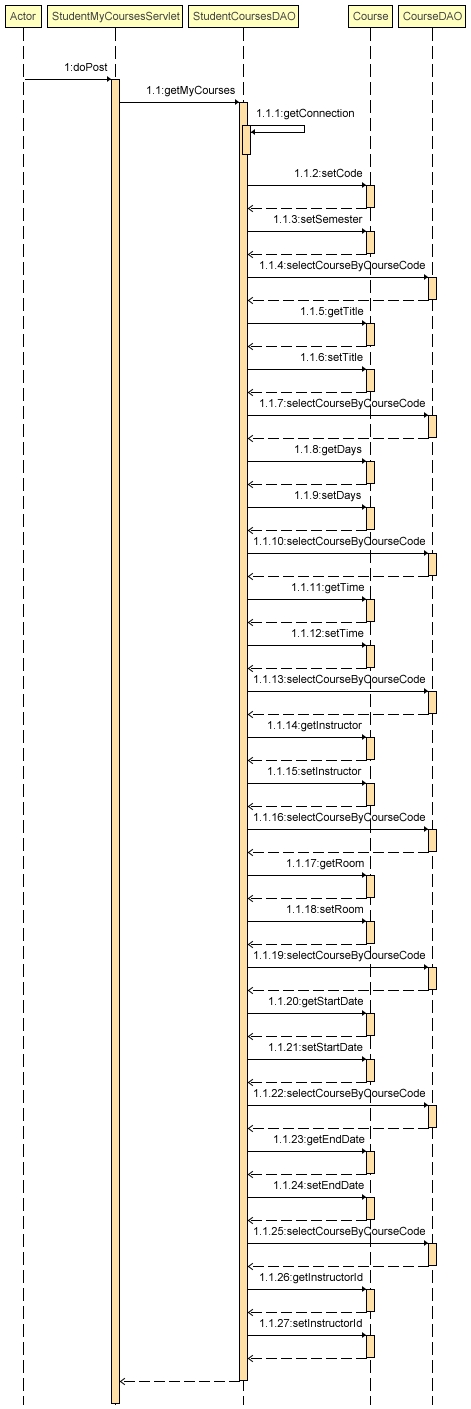 Actor StudentMyCoursesServlet StudentCoursesDAO Course CourseDAO
1:doPost
1.1:getMyCourses
1.1.1:getConnection
1.1.2:setCode
1.1.3:setSemester
1.1.4:selectCourseByCourseCode
1.1.5:getTitle
1.1.6:setTitle
1.1.7:selectCourseByCourseCode
1.1.8:getDays
1.1.9:setDays
1.1.10:selectCourseByCourseCode
1.1.11:getTime
1.1.12:setTime
1.1.13:selectCourseByCourseCode
1.1.14:getInstructor
1.1.15:setInstructor
1.1.16:selectCourseByCourseCode
1.1.17:getRoom
1.1.18:setRoom
1.1.19:selectCourseByCourseCode
1.1.20:getStartDate
1.1.21:setStartDate
1.1.22:selectCourseByCourseCode
1.1.23:getEndDate
1.1.24:setEndDate
1.1.25:selectCourseByCourseCode
1.1.26:getInstructorId
1.1.27:setInstructorId